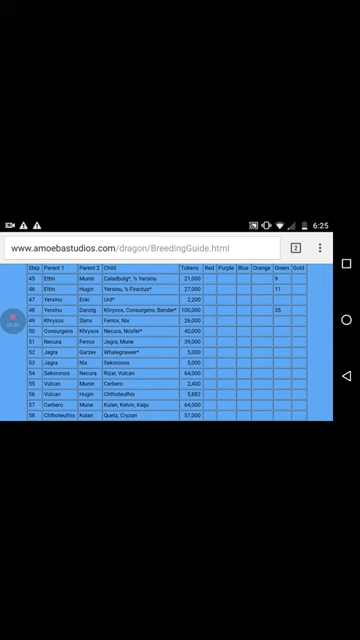 6:25
www.amoebastudios.com/dragon/BreedingGuide.html
2
Step Parent 1 Parent 2 Child Tokens Red Purple Blue Orange Green Gold
45 Ettin Munin Caladbolg*, ½ Yersinu 21,000 9
46 Ettin Hugin Yersinu, ½ Firactus* 27,000 11
47 Yersinu Enki Urd* 2,200
48 Yersinu Danzig Khrysos, Consurgens, Bander* 100,000 35
49 Khrysos Slynx Ferrox, Nix 26,000
50 Consurgens Khrysos Necura, Nosfer* 40,000
51 Necura Ferrox Jagra, Mune 39,000
52 Jagra Garzev Whalegnawer* 5,000
53 Jagra Nix Sekoronos 5,000
54 Sekoronos Necura Rizar, Vulcan 64,000
55 Vulcan Munin Cerbero 2,400
56 Vulcan Hugin Chthoteuthis 5,882
57 Cerbero Mune Kulan, Kelvin, Kaiju 64,000
58 Chthoteuthis Kulan Quetz, Cryzan 57,000